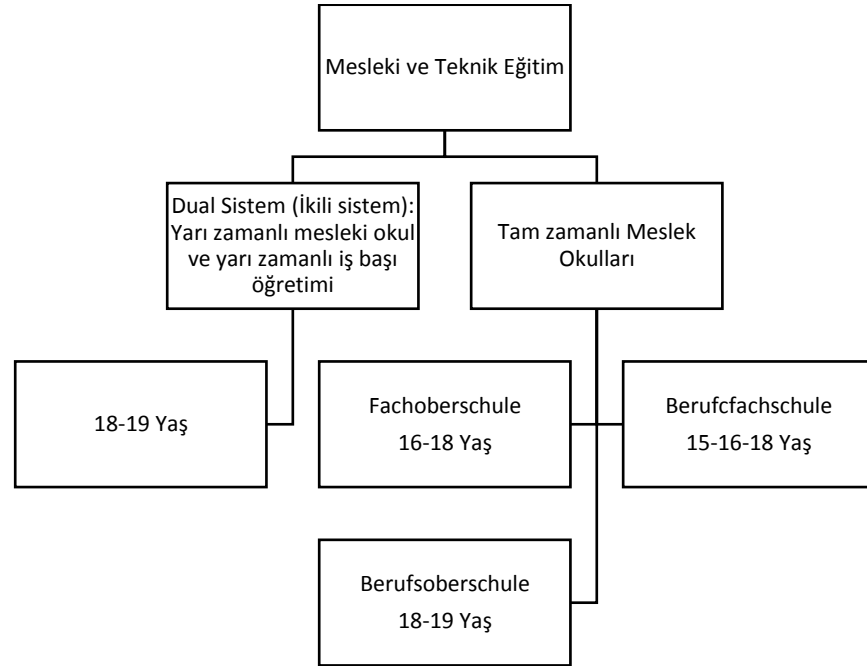 Mesleki ve Teknik Eğitim
Dual Sistem (İkili sistem):
Yarı zamanlı mesleki okul
ve yarı zamanlı iş başı
öğretimi
Tam zamanlı Meslek
Okulları
18-19 Yaş
Fachoberschule
16-18 Yaş
Berufcfachschule
15-16-18 Yaş
Berufsoberschule
18-19 Yaş